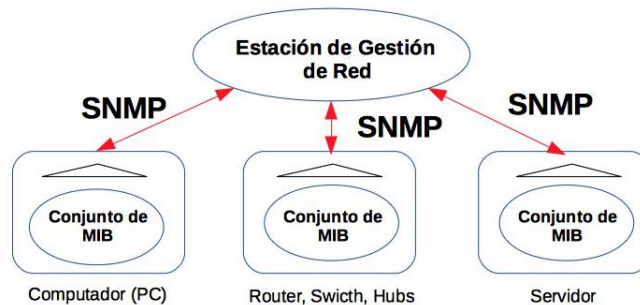 Estación de Gestión
de Red
SNMP
SNMP
SNMP
Conjunto de
MIB
Conjunto de
MIB
Conjunto de
MIB
Computador (PC)
Router, Swicth, Hubs
Servidor